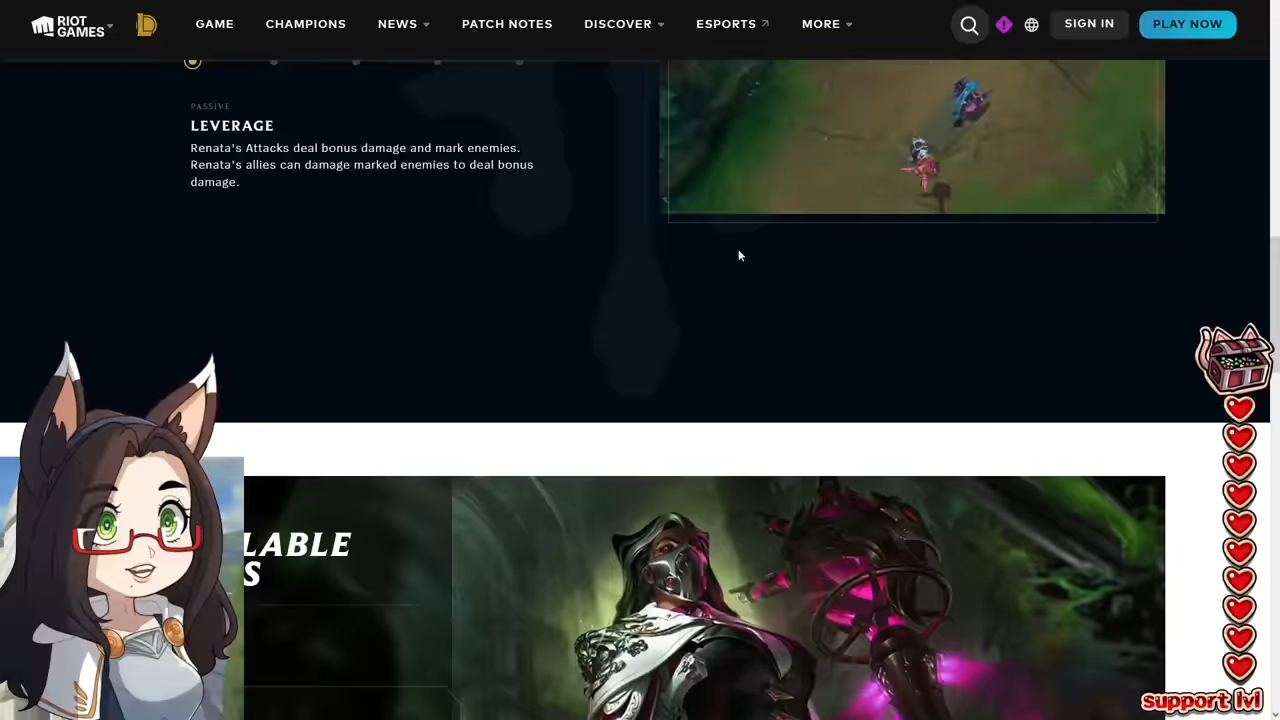 RIOT GAMES
GAME
CHAMPIONS
NEWS
PATCH NOTES
DISCOVER
ESPORTS
MORE
SIGN IN
PLAY NOW
PASSIVE
LEVERAGE
Renata's Attacks deal bonus damage and mark enemies.
Renata's allies can damage marked enemies to deal bonus
damage.
LABLE
S
support lvl